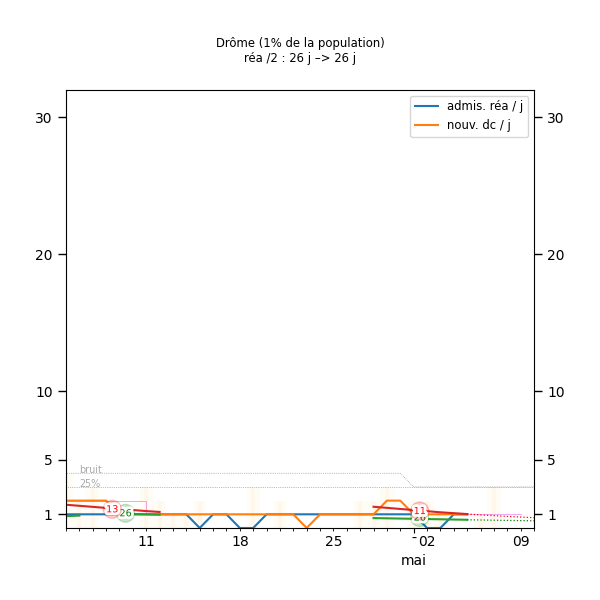 Drôme (1% de la population)
réa /2 : 26 j –> 26 j
admis. réa / j
nouv. dc / j
30 30
20 20
10 10
5 5
bruit
25%
1 1
13 26 11
11 18 25 02 09
mai